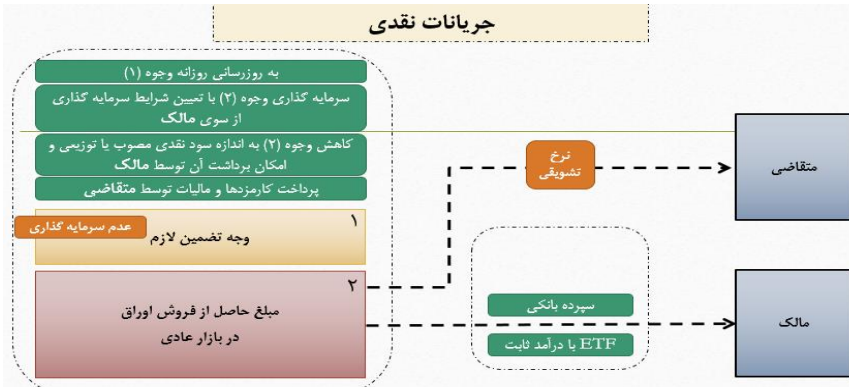 جریانات نقدی
به روزرسانی روزانه وجوه (۱)
سرمایه گذاری وجوه (۲) با تعیین شرایط سرمایه گذاری
از سوی مالک
کاهش وجوه (۲) به اندازه سود نقدی مصوب یا توزیعی و
امکان برداشت آن توسط مالک
پرداخت کارمزدها و مالیات توسط متقاضی
۱
عدم سرمایه گذاری
وجه تضمین لازم
۲
مبلغ حاصل از فروش اوراق
در بازار عادی
نرخ
تشویقی
متقاضی
سپرده بانکی
ETF با درآمد ثابت
مالک